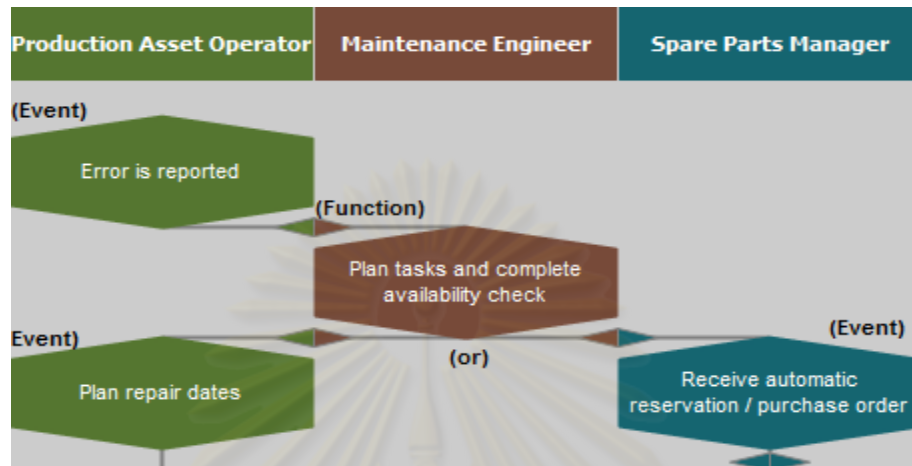 Production Asset Operator
Maintenance Engineer
Spare Parts Manager
(Event)
Error is reported
(Function)
Plan tasks and complete
availability check
Event)
(or)
(Event)
Plan repair dates
Receive automatic
reservation / purchase order